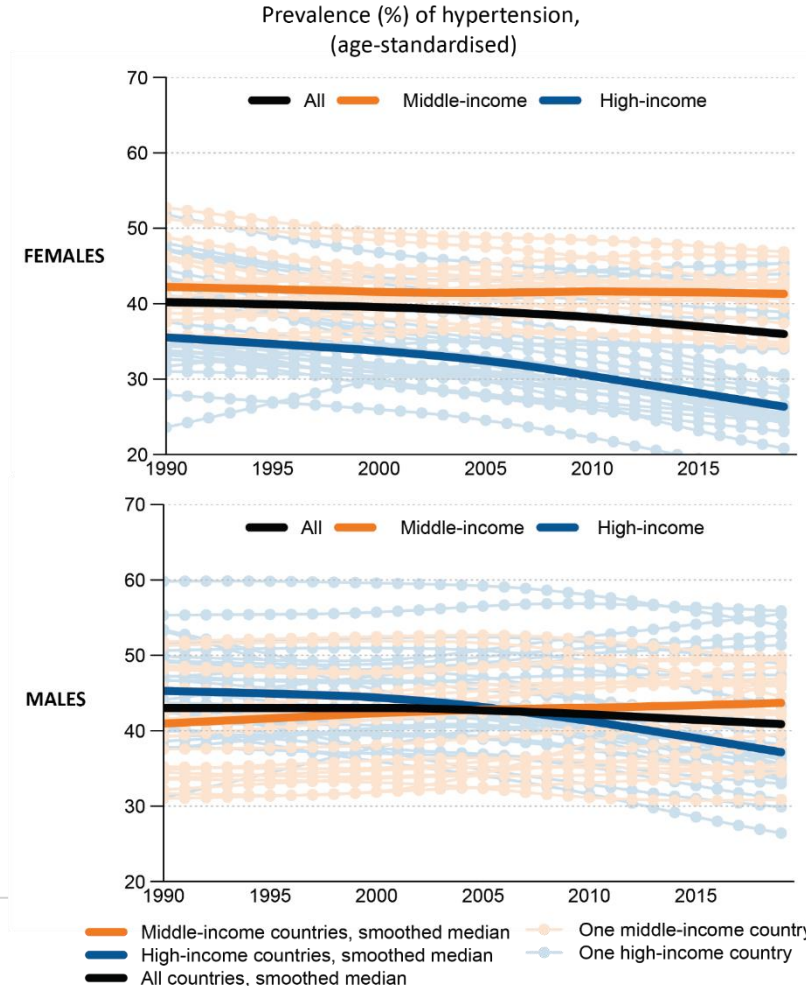 Prevalence (%) of hypertension,
(age-standardised)
70
All Middle-income High-income
60
50
FEMALES
40
30
20
1990 1995 2000 2005 2010 2015
70
All Middle-income High-income
60
50
MALES
40
30
20
1990 1995 2000 2005 2010 2015
Middle-income countries, smoothed median One middle-income country
High-income countries, smoothed median One high-income country
All countries, smoothed median